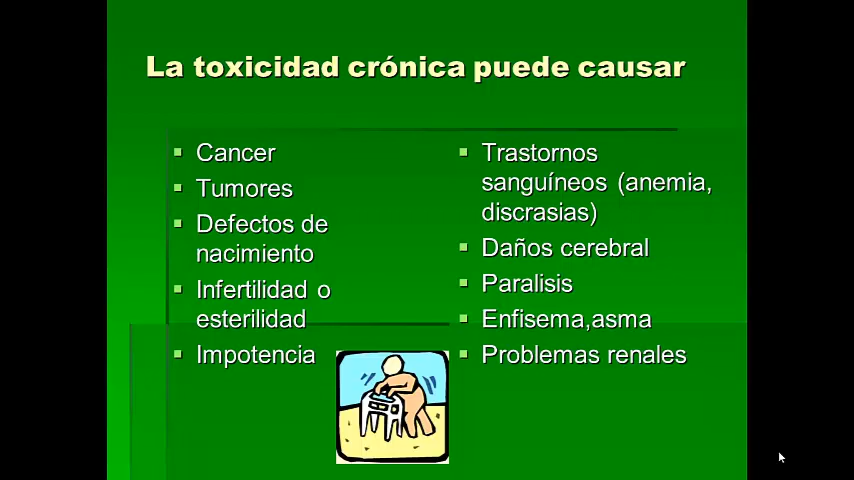 La toxicidad crónica puede causar
Cancer
Tumores
Defectos de
nacimiento
Infertilidad o
esterilidad
Impotencia
Trastornos
sanguíneos (anemia,
discrasias)
Daños cerebral
Paralisis
Enfisema,asma
Problemas renales